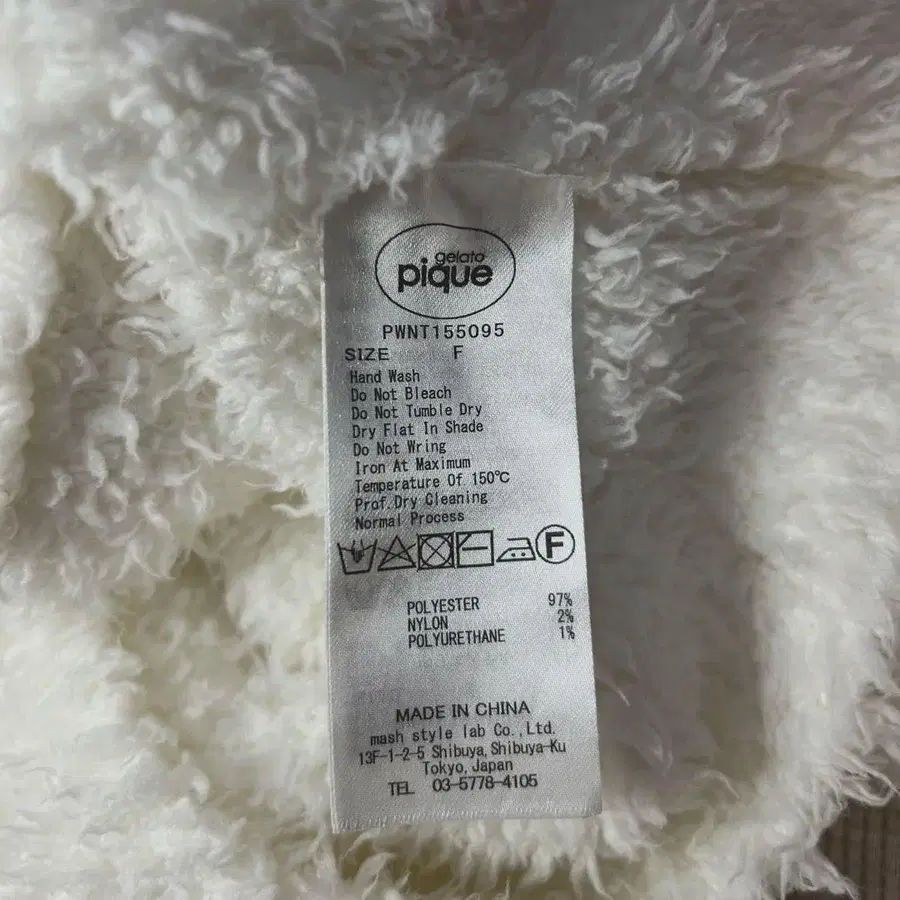 gelato
pique
PWNT155095
SIZE F
Hand Wash
Do Not Bleach
Do Not Tumble Dry
Dry Flat In Shade
Do Not Wring
Iron At Maximum
Temperature Of 150℃
Prof.Dry Cleaning
Normal Process
F
POLYESTER 97%
NYLON 2%
POLYURETHANE 1%
MADE IN CHINA
mash style lab Co.,Ltd.
13F-1-2-5 Shibuya,Shibuya-Ku
Tokyo,Japan
TEL 03-5778-4105